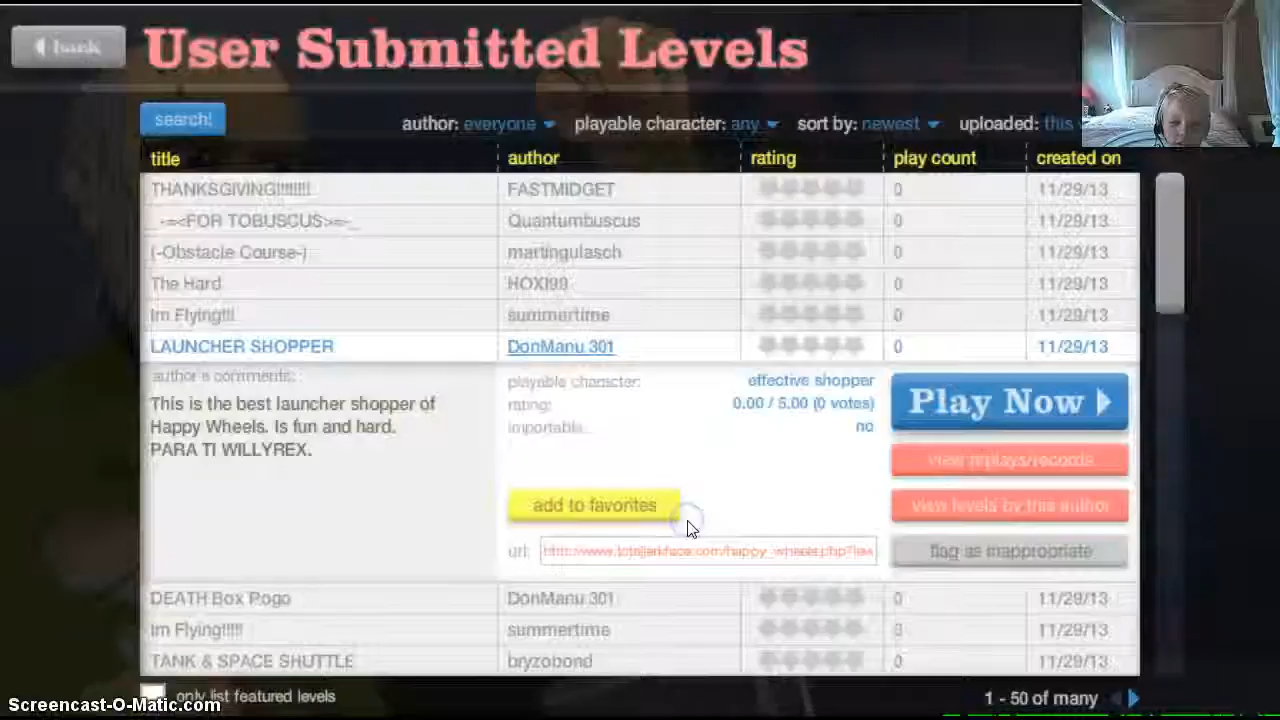 back
User Submitted Levels
search!
author: everyone playable character: any sort by: newest uploaded: this
title author rating play count created on
THANKSGIVING!!!!!!!! FASTMIDGET 0 11/29/13
_-=<FOR TOBUSCUS>=-_ Quantumbuscus 0 11/29/13
(-Obstacle Course-) martingulasch 0 11/29/13
The Hard HOXI99 0 11/29/13
Im Flying!!! summertime 0 11/29/13
LAUNCHER SHOPPER DonManu 301 0 11/29/13
author's comments:
This is the best launcher shopper of
Happy Wheels. Is fun and hard.
PARA TI WILLYREX.
playable character: effective shopper
rating: 0.00 / 5.00 (0 votes)
importable: no
Play Now
view replays/records
add to favorites
view levels by this author
url: http://www.totaljerkface.com/happy_wheels.php?lev
flag as inappropriate
DEATH Box Pogo DonManu 301 0 11/29/13
Im Flying!!!!! summertime 0 11/29/13
TANK & SPACE SHUTTLE bryzobond 0 11/29/13
only list featured levels
1 - 50 of many
Screencast-O-Matic.com